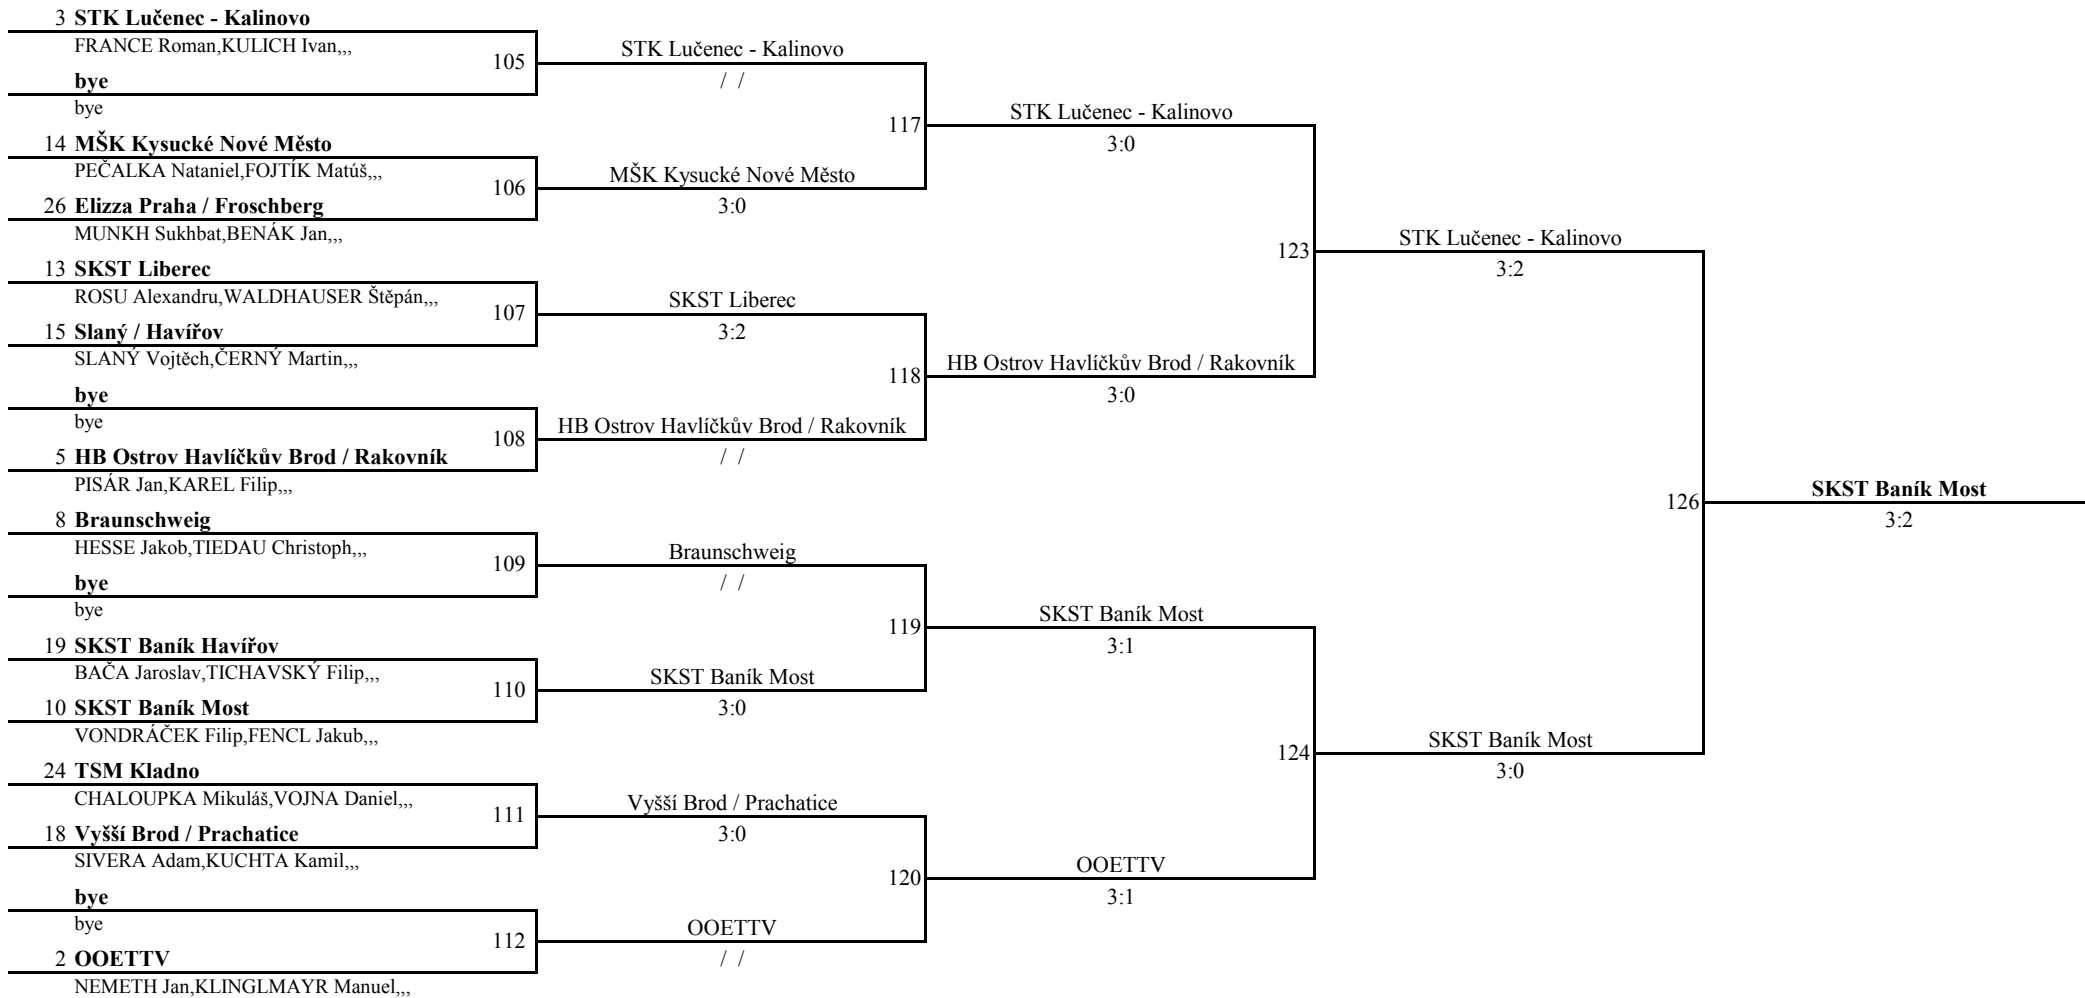 3 STK Lučenec - Kalinovo
FRANCE Roman,KULICH Ivan,,,
105
bye
bye
14 MŠK Kysucké Nové Město
PEČALKA Nataniel,FOJTÍK Matúš,,,
106
26 Elizza Praha / Froschberg
MUNKH Sukhbat,BENÁK Jan,,,
13 SKST Liberec
ROSU Alexandru,WALDHAUSER Štěpán,,,
107
15 Slaný / Havířov
SLANÝ Vojtěch,ČERNÝ Martin,,,
bye
bye
108
5 HB Ostrov Havlíčkův Brod / Rakovník
PISÁR Jan,KAREL Filip,,,
8 Braunschweig
HESSE Jakob,TIEDAU Christoph,,,
109
bye
bye
19 SKST Baník Havířov
BAČA Jaroslav,TICHAVSKÝ Filip,,,
110
10 SKST Baník Most
VONDRÁČEK Filip,FENCL Jakub,,,
24 TSM Kladno
CHALOUPKA Mikuláš,VOJNA Daniel,,,
111
18 Vyšší Brod / Prachatice
SIVERA Adam,KUCHTA Kamil,,,
bye
bye
112
2 OOETTV
NEMETH Jan,KLINGLMAYR Manuel,,,
STK Lučenec - Kalinovo
/ /
117
MŠK Kysucké Nové Město
3:0
SKST Liberec
3:2
118
HB Ostrov Havlíčkův Brod / Rakovník
/ /
Braunschweig
/ /
119
SKST Baník Most
3:0
Vyšší Brod / Prachatice
3:0
120
OOETTV
/ /
STK Lučenec - Kalinovo
3:0
123
HB Ostrov Havlíčkův Brod / Rakovník
3:0
SKST Baník Most
3:1
124
OOETTV
3:1
STK Lučenec - Kalinovo
3:2
126
SKST Baník Most
3:0
SKST Baník Most
3:2